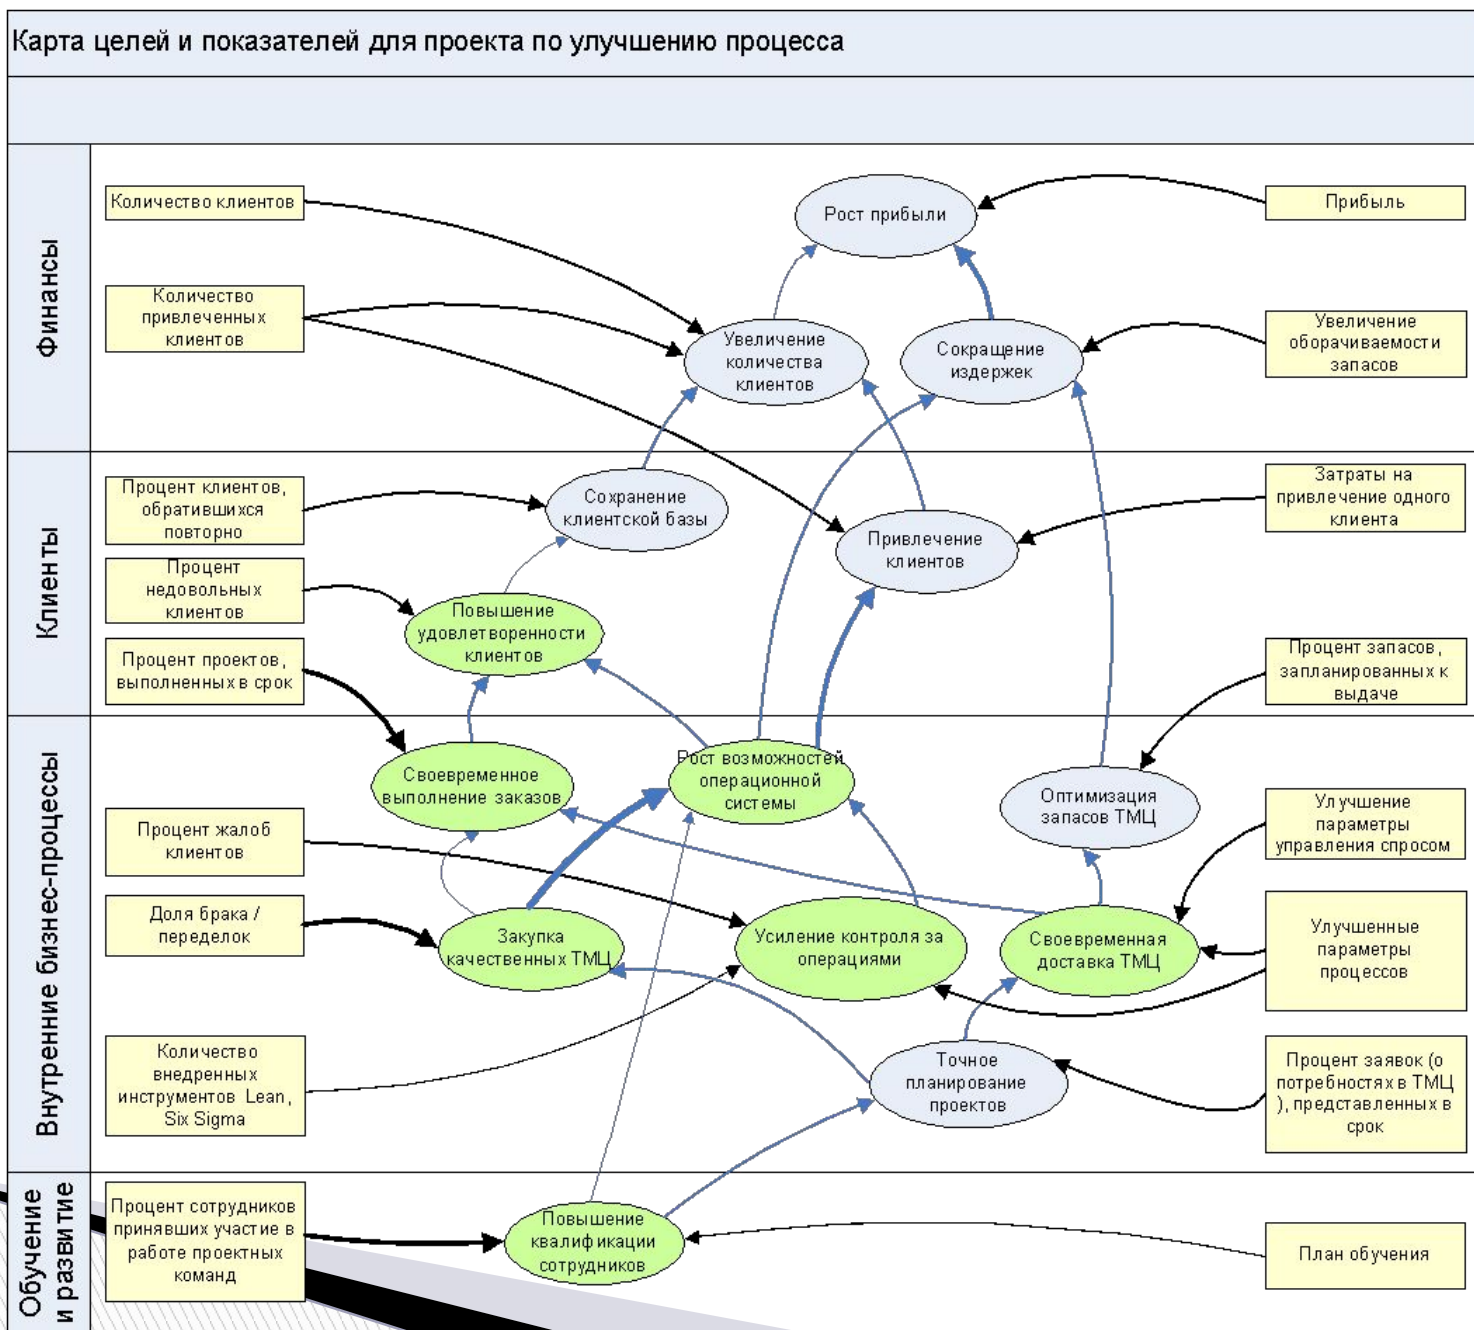 Карта целей и показателей для проекта по улучшению процесса
Финансы
Количество клиентов
Рост прибыли
Прибыль
Количество
привлеченных
клиентов
Увеличение
количества
клиентов
Сокращение
издержек
Увеличение
оборачиваемости
запасов
Клиенты
Процент клиентов,
обратившихся
повторно
Сохранение
клиентской базы
Привлечение
клиентов
Затраты на
привлечение одного
клиента
Процент
недовольных
клиентов
Повышение
удовлетворенности
клиентов
Процент проектов,
выполненных в срок
Процент запасов,
запланированных к
выдаче
Внутренние бизнес-процессы
Своевременное
выполнение заказов
Рост возможностей
операционной
системы
Оптимизация
запасов ТМЦ
Улучшение
параметры
управления спросом
Процент жалоб
клиентов
Доля брака /
переделок
Закупка
качественных ТМЦ
Усиление контроля за
операциями
Своевременная
доставка ТМЦ
Улучшенные
параметры
процессов
Количество
внедренных
инструментов Lean,
Six Sigma
Точное
планирование
проектов
Процент заявок (о
потребностях в ТМЦ
), представленных в
срок
Обучение
и развитие
Процент сотрудников
принявших участие в
работе проектных
команд
Повышение
квалификации
сотрудников
План обучения